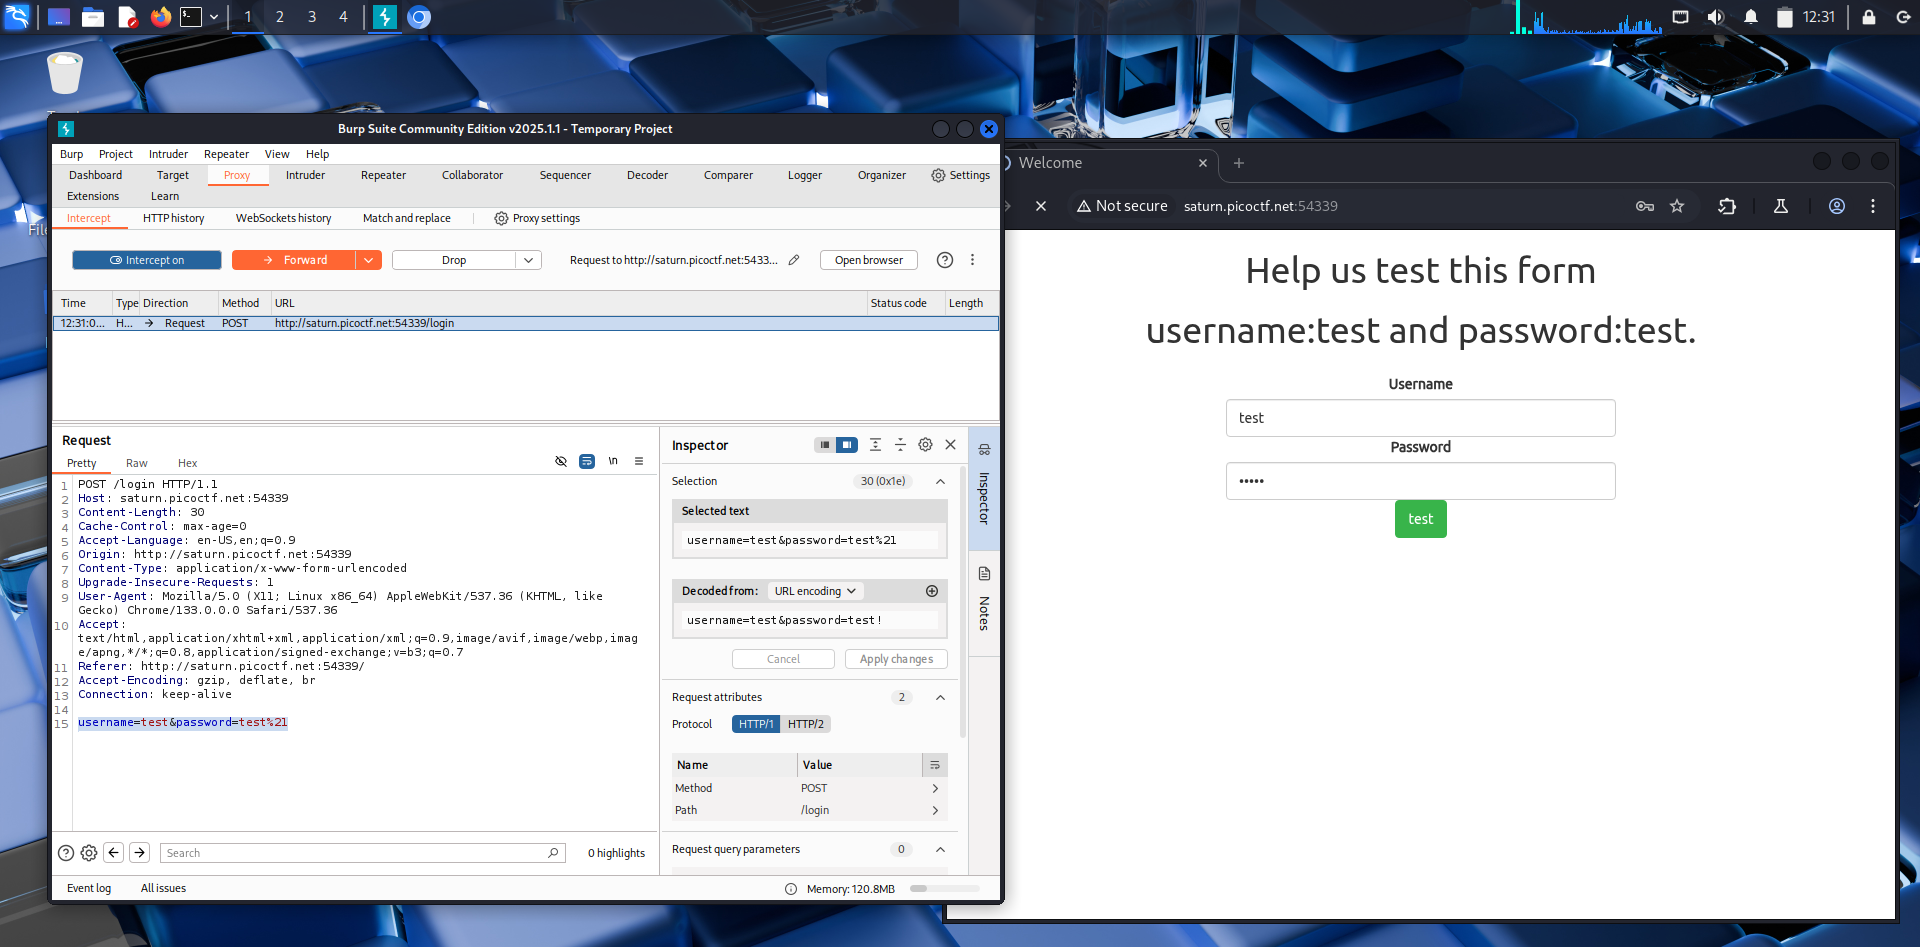 1 2 3 4
12:31
Burp Suite Community Edition v2025.1.1 - Temporary Project
Burp Project Intruder Repeater View Help
Dashboard Target Proxy Intruder Repeater Collaborator Sequencer Decoder Comparer Logger Organizer Settings
Extensions Learn
Intercept HTTP history WebSockets history Match and replace Proxy settings
Intercept on Forward Drop Request to http://saturn.picoctf.net:5433... Open browser
Time Type Direction Method URL Status code Length
12:31:0... H... → Request POST http://saturn.picoctf.net:54339/login
Request
Pretty Raw Hex
\n
1 POST /login HTTP/1.1
2 Host: saturn.picoctf.net:54339
3 Content-Length: 30
4 Cache-Control: max-age=0
5 Accept-Language: en-US,en;q=0.9
6 Origin: http://saturn.picoctf.net:54339
7 Content-Type: application/x-www-form-urlencoded
8 Upgrade-Insecure-Requests: 1
9 User-Agent: Mozilla/5.0 (X11; Linux x86_64) AppleWebKit/537.36 (KHTML, like
Gecko) Chrome/133.0.0.0 Safari/537.36
10 Accept:
text/html,application/xhtml+xml,application/xml;q=0.9,image/avif,image/webp,imag
e/apng,*/*;q=0.8,application/signed-exchange;v=b3;q=0.7
11 Referer: http://saturn.picoctf.net:54339/
12 Accept-Encoding: gzip, deflate, br
13 Connection: keep-alive
14
15 username=test&password=test%21
Search
0 highlights
Inspector
Selection 30 (0x1e)
Selected text
username=test&password=test%21
Decoded from: URL encoding
username=test&password=test!
Cancel Apply changes
Request attributes 2
Protocol HTTP/1 HTTP/2
Name Value
Method POST
Path /login
Request query parameters 0
Inspector
Notes
Event log All issues
Memory: 120.8MB
Welcome
Not secure saturn.picoctf.net:54339
Help us test this form
username:test and password:test.
Username
test
Password
•••••
test